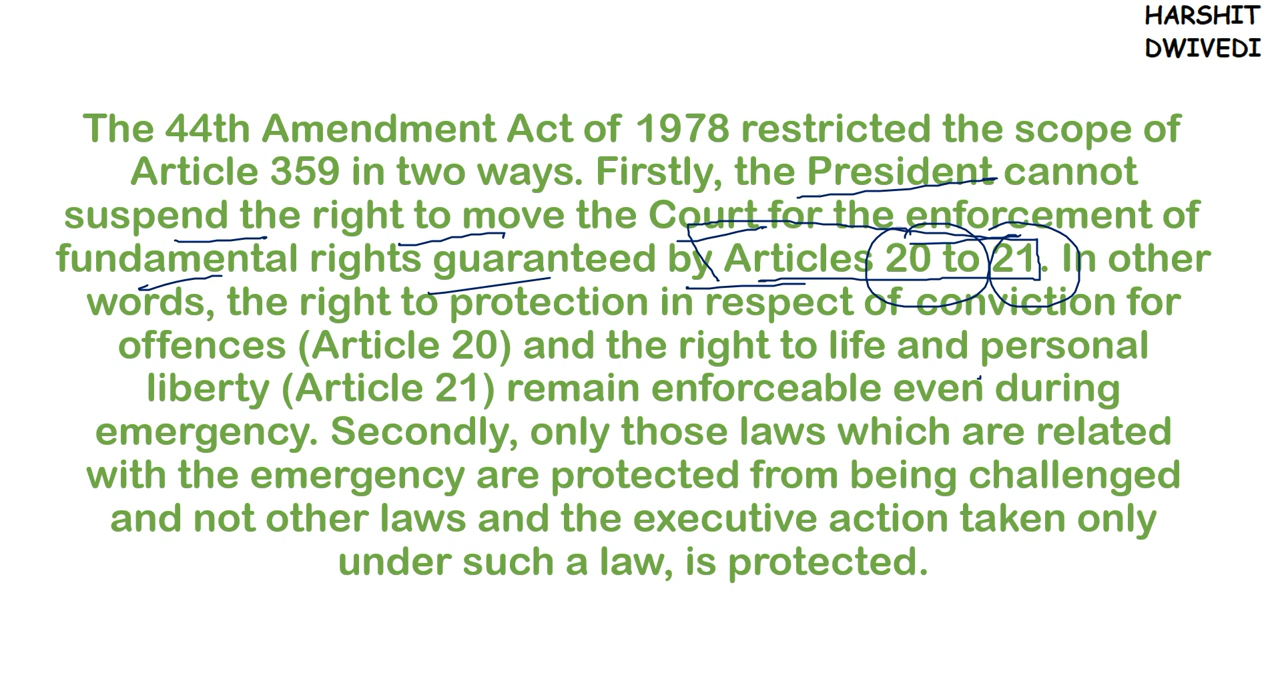 HARSHIT
DWIVEDI
The 44th Amendment Act of 1978 restricted the scope of
Article 359 in two ways. Firstly, the President cannot
suspend the right to move the Court for the enforcement of
fundamental rights guaranteed by Articles 20 to 21. In other
words, the right to protection in respect of conviction for
offences (Article 20) and the right to life and personal
liberty (Article 21) remain enforceable even during
emergency. Secondly, only those laws which are related
with the emergency are protected from being challenged
and not other laws and the executive action taken only
under such a law, is protected.